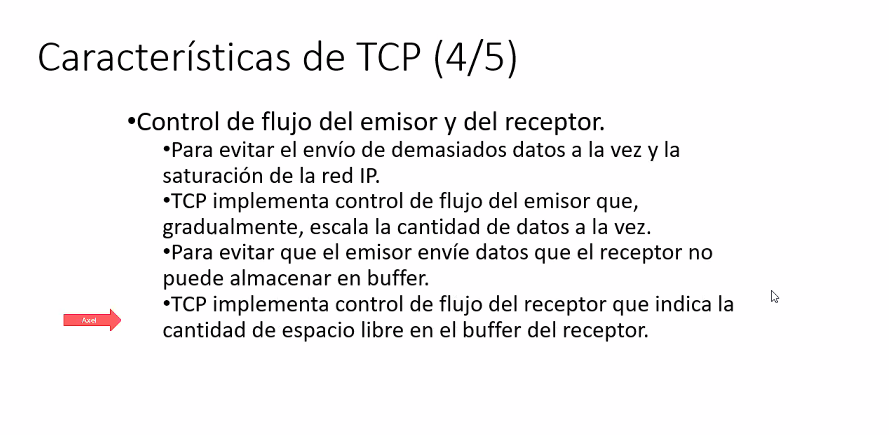 Características de TCP (4/5)
•Control de flujo del emisor y del receptor.
•Para evitar el envío de demasiados datos a la vez y la
saturación de la red IP.
•TCP implementa control de flujo del emisor que,
gradualmente, escala la cantidad de datos a la vez.
•Para evitar que el emisor envíe datos que el receptor no
puede almacenar en buffer.
•TCP implementa control de flujo del receptor que indica la
Axel
cantidad de espacio libre en el buffer del receptor.